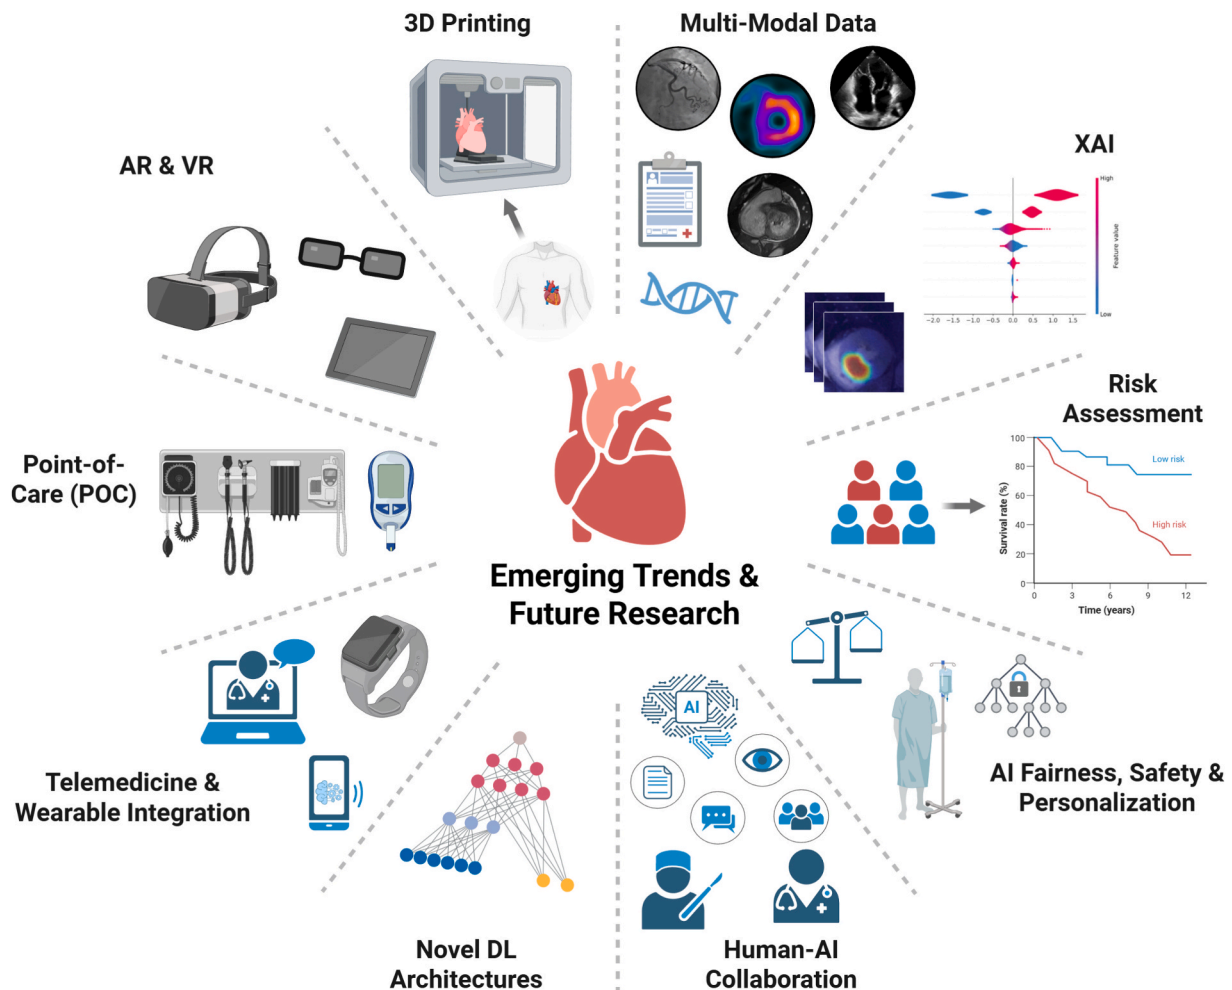 3D Printing
Multi-Modal Data
AR & VR
XAI
High
Feature value
Low
−2.0 −1.5 −1.0 −0.5 0.0 0.5 1.0 1.5
Risk
Assessment
100
80
60
40
20
0
Survival rate (%)
Low risk
High risk
0 3 6 9 12
Time (years)
Point-of-
Care (POC)
Emerging Trends &
Future Research
Telemedicine &
Wearable Integration
AI
AI Fairness, Safety &
Personalization
Novel DL
Architectures
Human-AI
Collaboration